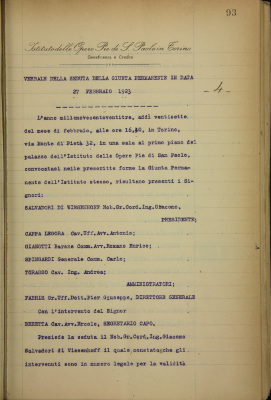 93
Istituto delle Opere Pie di S. Paolo in Torino
Beneficenza e Credito
VERBALE DELLA SEDUTA DELLA GIUNTA PERMANENTE IN DATA
- 4 -
27 FEBBRAIO 1923
L'anno millenovecentoventitre, addì ventisette
del mese di febbraio, alle ore 16,40, in Torino,
via Monte di Pietà 32, in una sala al primo piano del
palazzo dell'Istituto delle Opere Pie di San Paolo,
convocatasi nelle prescritte forme la Giunta Perma-
nente dell'Istituto stesso, risultano presenti i Si-
gnori:
SALVADORI DI WIESENHOFF Nob.Gr.Cord.Ing.Giacomo,
PRESIDENTE;
CAPPA LEGORA Cav.Uff.Avv.Antonio;
GIANOTTI Barone Comm.Avv.Romano Enrico;
SPINGARDI Generale Comm. Carlo;
TORASSO Cav. Ing. Andrea;
AMMINISTRATORI;
Gr.Uff.Dott.Pier Giuseppe, DIRETTORE GENERALE
Con l'intervento del Signor
BERETTA Cav.Avv.Ercole, SEGRETARIO CAPO.
Presiede la seduta il Nob.Gr.Cord.Ing.Giacomo
Salvadori di Wiesenhoff il quale, constatato che gli
intervenuti sono in numero legale per la validità